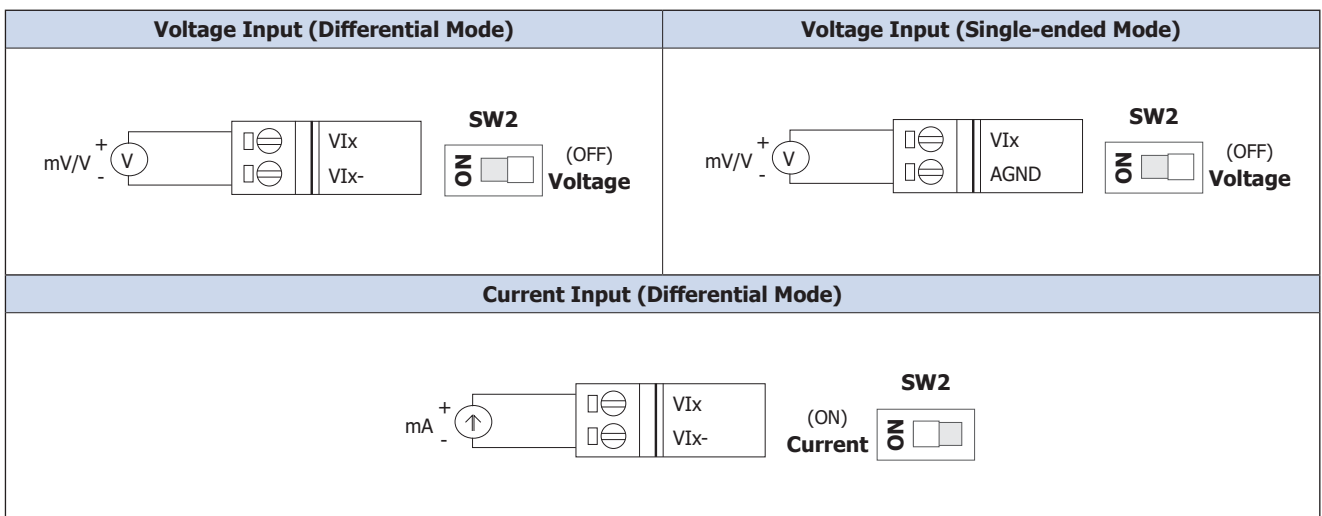 Voltage Input (Differential Mode)
mV/V
+
-
V
VIx
VIx-
SW2
ON
(OFF)
Voltage
Voltage Input (Single-ended Mode)
mV/V
+
-
V
VIx
AGND
SW2
ON
(OFF)
Voltage
Current Input (Differential Mode)
mA
+
-
VIx
VIx-
(ON)
Current
SW2
ON